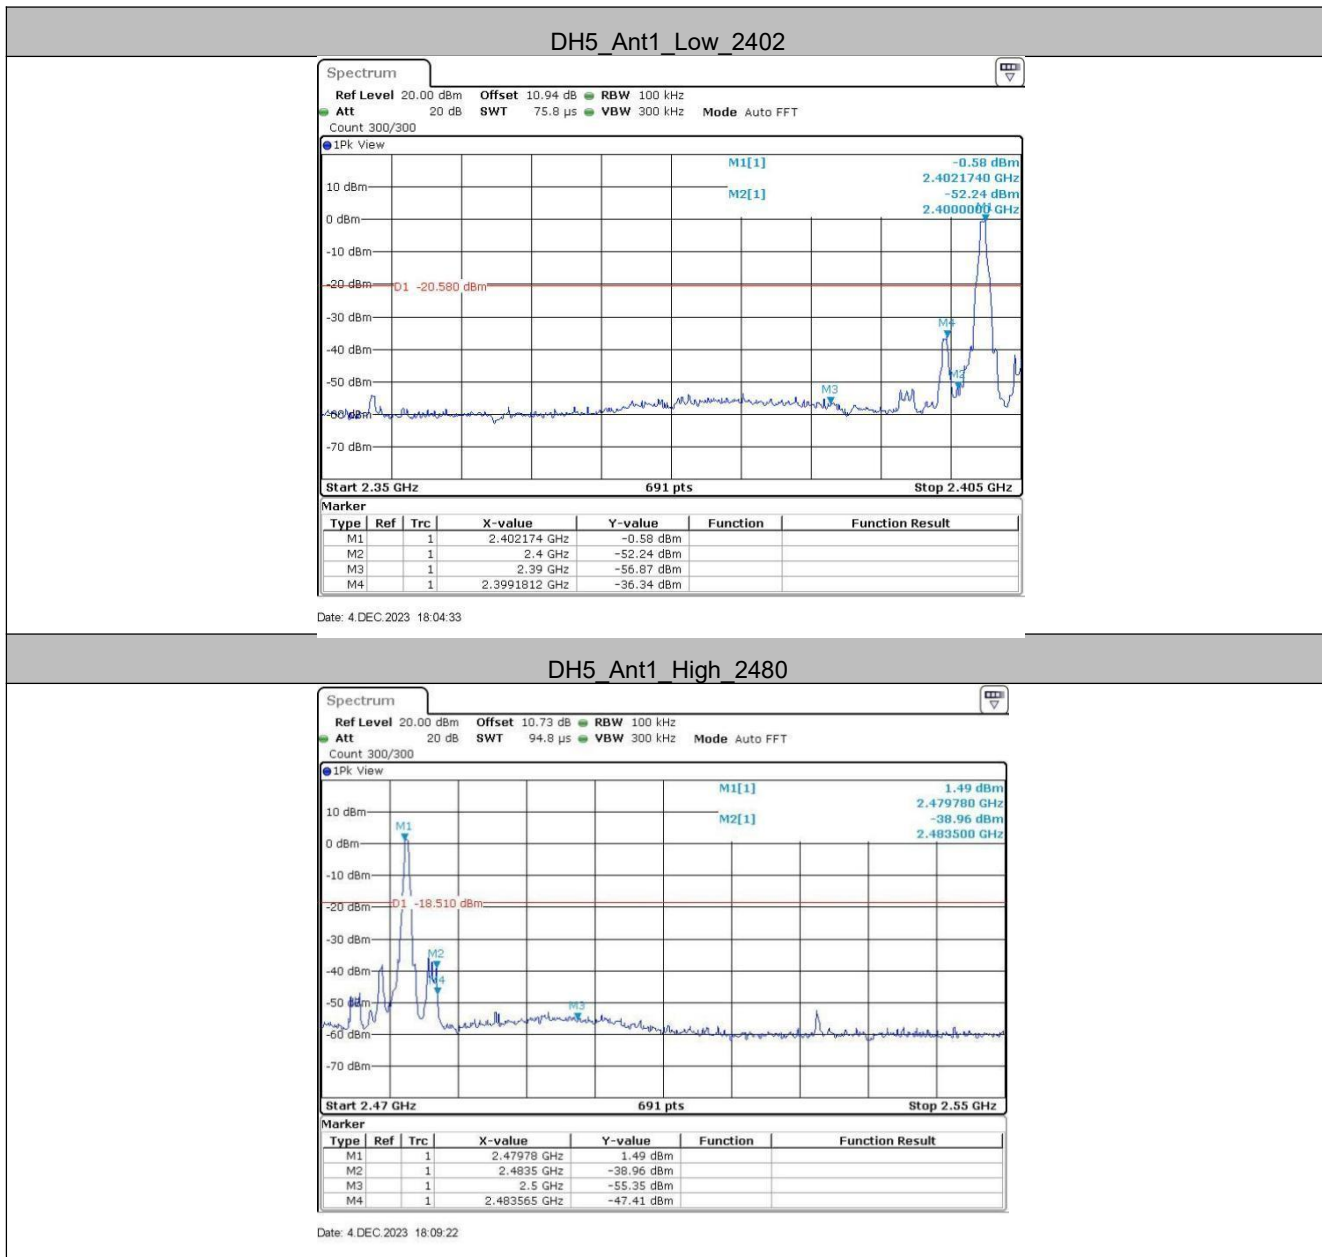 DH5_Ant1_Low_2402
Spectrum
Ref Level 20.00 dBm Offset 10.94 dB RBW 100 kHz
Att 20 dB SWT 75.8 µs VBW 300 kHz Mode Auto FFT
Count 300/300
1Pk View
M1[1] -0.58 dBm
2.4021740 GHz
M2[1] -52.24 dBm
2.4000000 GHz
M1
10 dBm
0 dBm
-10 dBm
-20 dBm
D1 -20.580 dBm
-30 dBm
M4
-40 dBm
-50 dBm
M2
M3
-60 dBm
-70 dBm
Start 2.35 GHz 691 pts Stop 2.405 GHz
Marker
Type Ref Trc X-value Y-value Function Function Result
M1 1 2.402174 GHz -0.58 dBm
M2 1 2.4 GHz -52.24 dBm
M3 1 2.39 GHz -56.87 dBm
M4 1 2.3991812 GHz -36.34 dBm
Date: 4.DEC.2023 18:04:33
DH5_Ant1_High_2480
Spectrum
Ref Level 20.00 dBm Offset 10.73 dB RBW 100 kHz
Att 20 dB SWT 94.8 µs VBW 300 kHz Mode Auto FFT
Count 300/300
1Pk View
M1[1] 1.49 dBm
2.479780 GHz
M2[1] -38.96 dBm
2.483500 GHz
10 dBm
M1
0 dBm
-10 dBm
-20 dBm
D1 -18.510 dBm
-30 dBm
M2
-40 dBm
M4
-50 dBm
M3
-60 dBm
-70 dBm
Start 2.47 GHz 691 pts Stop 2.55 GHz
Marker
Type Ref Trc X-value Y-value Function Function Result
M1 1 2.47978 GHz 1.49 dBm
M2 1 2.4835 GHz -38.96 dBm
M3 1 2.5 GHz -55.35 dBm
M4 1 2.483565 GHz -47.41 dBm
Date: 4.DEC.2023 18:09:22